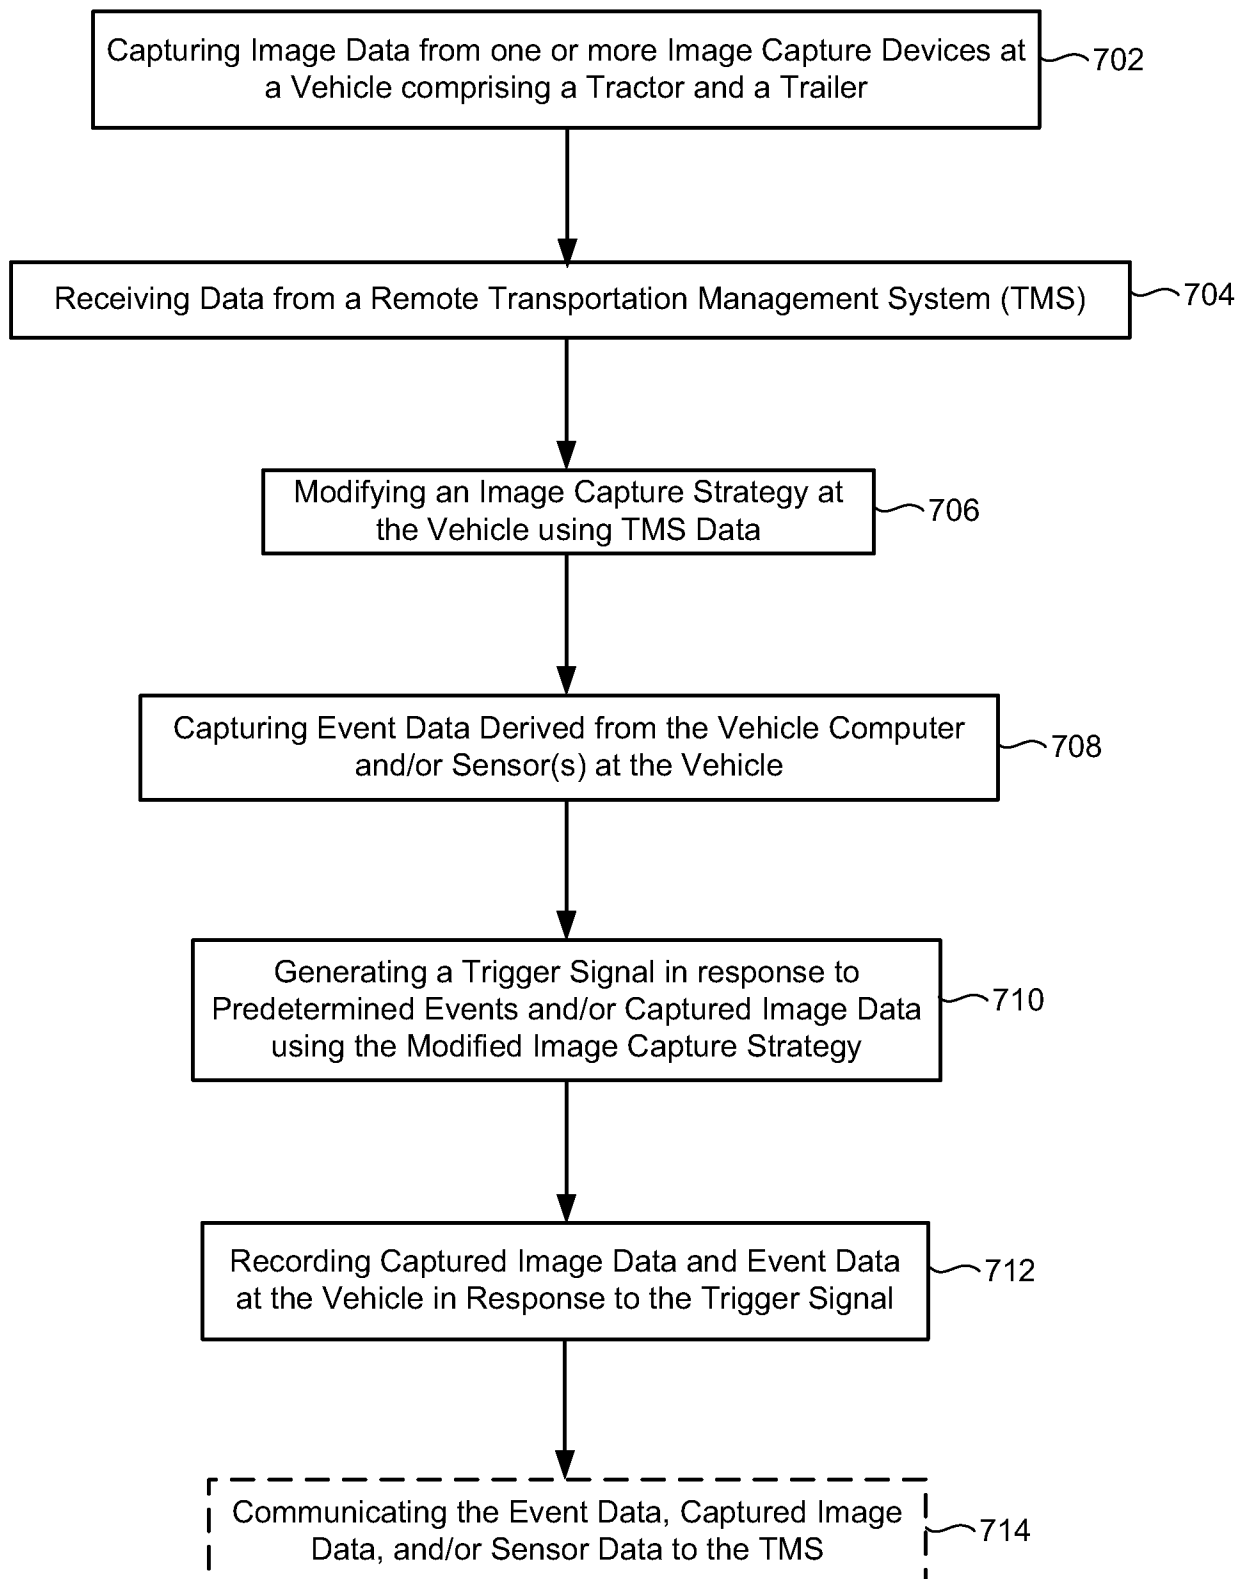 Capturing Image Data from one or more Image Capture Devices at
a Vehicle comprising a Tractor and a Trailer
702
Receiving Data from a Remote Transportation Management System (TMS)
704
Modifying an Image Capture Strategy at
the Vehicle using TMS Data
706
Capturing Event Data Derived from the Vehicle Computer
and/or Sensor(s) at the Vehicle
708
Generating a Trigger Signal in response to
Predetermined Events and/or Captured Image Data
using the Modified Image Capture Strategy
710
Recording Captured Image Data and Event Data
at the Vehicle in Response to the Trigger Signal
712
Communicating the Event Data, Captured Image
Data, and/or Sensor Data to the TMS
714